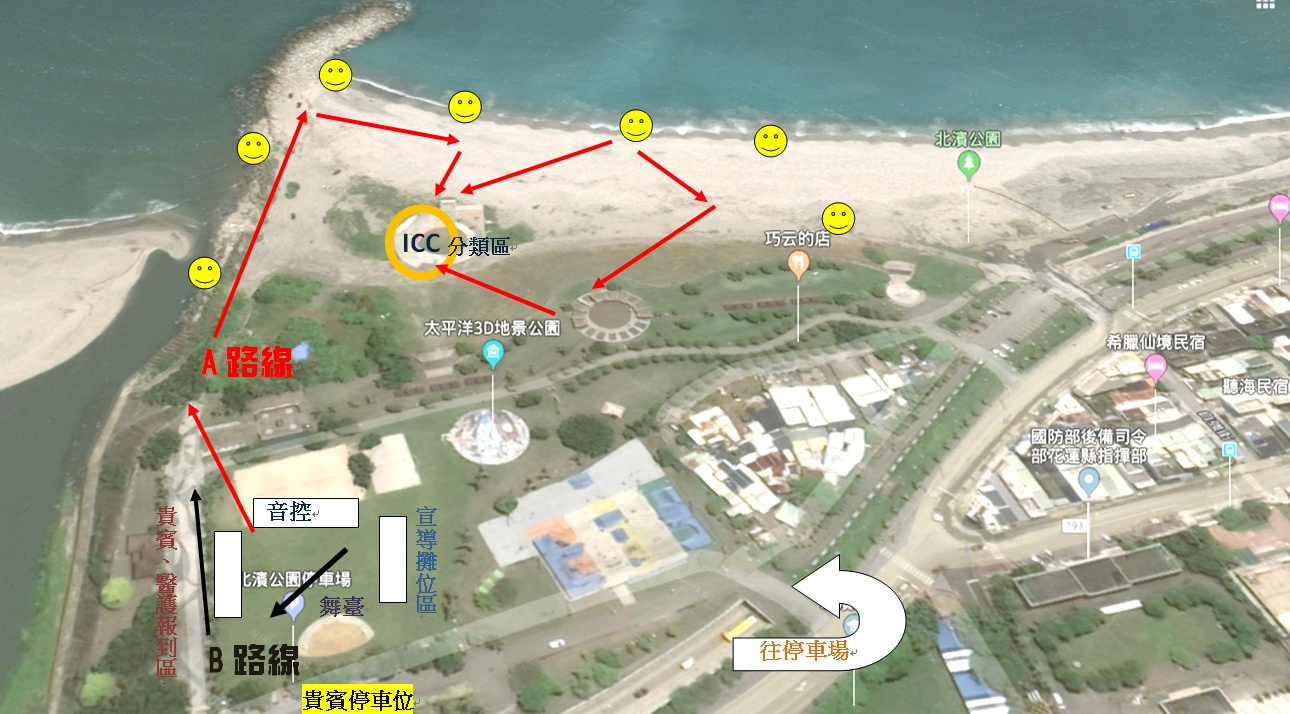 北濱公園
巧云的店
ICC 分類區
太平洋3D地景公園
希臘仙境民宿
聽海民宿
A 路線
國防部後備司令
部花蓮縣指揮部
193
音控
宣導攤位區
貴賓、醫護報到區
北濱公園停車場
舞臺
B 路線
往停車場
貴賓停車位